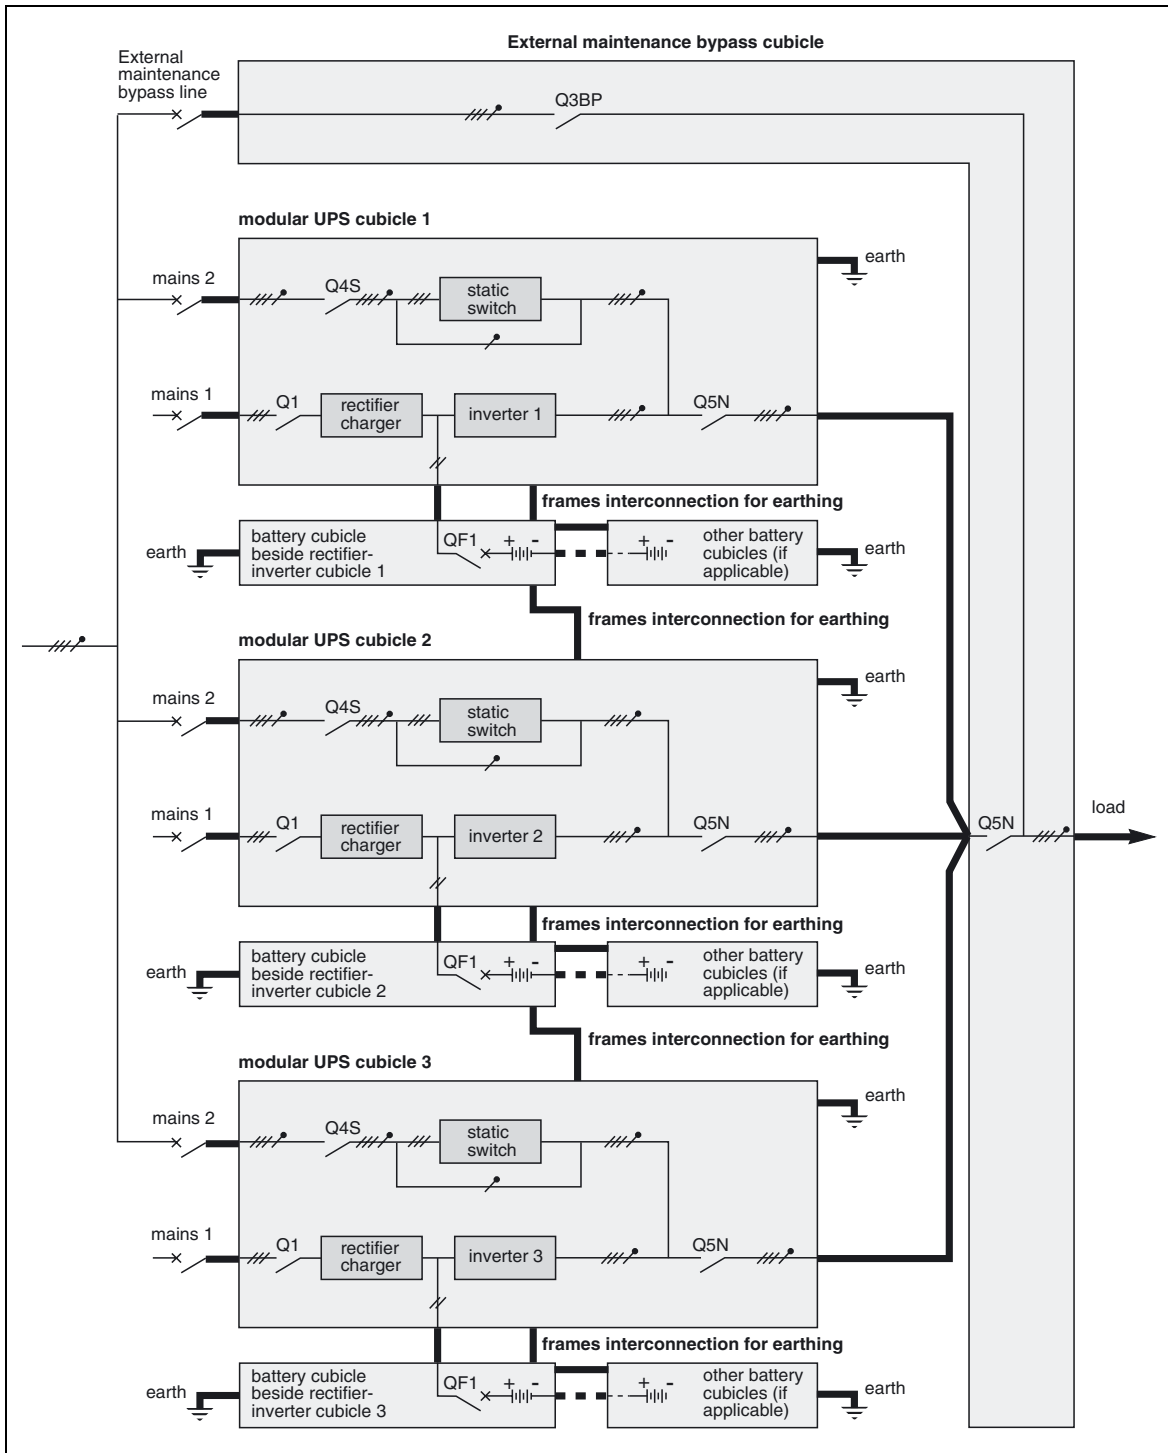 External maintenance bypass cubicle
External
maintenance
bypass line
Q3BP
modular UPS cubicle 1
earth
mains 2
Q4S
static
switch
mains 1
Q1
rectifier
charger
inverter 1
Q5N
frames interconnection for earthing
earth
battery cubicle
beside rectifier-
inverter cubicle 1
QF1
+ -
+ -
other battery
cubicles (if
applicable)
earth
frames interconnection for earthing
modular UPS cubicle 2
earth
mains 2
Q4S
static
switch
mains 1
Q1
rectifier
charger
inverter 2
Q5N
Q5N
load
frames interconnection for earthing
earth
battery cubicle
beside rectifier-
inverter cubicle 2
QF1
+ -
+ -
other battery
cubicles (if
applicable)
earth
frames interconnection for earthing
modular UPS cubicle 3
earth
mains 2
Q4S
static
switch
mains 1
Q1
rectifier
charger
inverter 3
Q5N
frames interconnection for earthing
earth
battery cubicle
beside rectifier-
inverter cubicle 3
QF1
+ -
+ -
other battery
cubicles (if
applicable)
earth